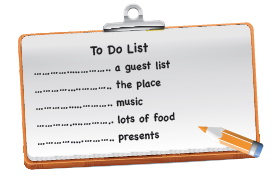 To Do List
........................ a guest list
........................ the place
........................ music
........................ lots of food
........................ presents